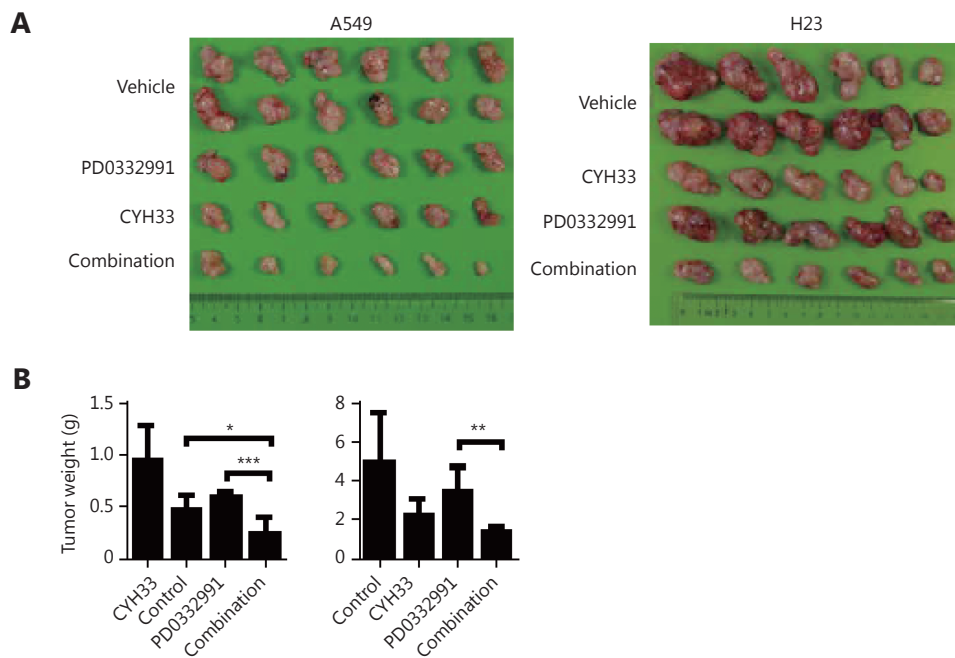 A
A549
H23
Vehicle
PD0332991
CYH33
Combination
Vehicle
CYH33
PD0332991
Combination
B
Tumor weight (g)
1.5
1.0
0.5
0
*
***
CYH33
Control
PD0332991
Combination
8
6
4
2
0
**
Control
CYH33
PD0332991
Combination